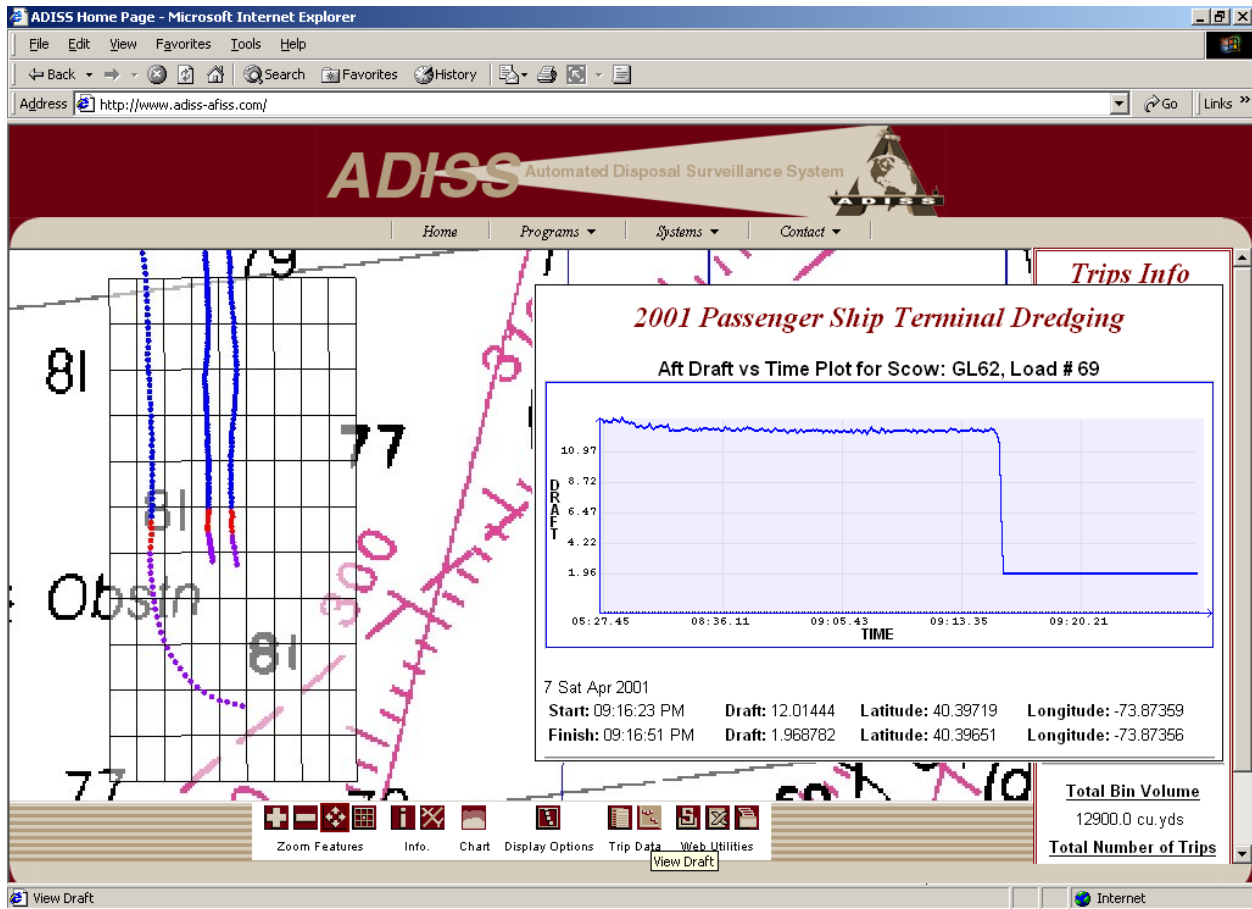 ADISS Home Page - Microsoft Internet Explorer
File Edit View Favorites Tools Help
Back Search Favorites History
Address http://www.adiss-afiss.com/ Go Links »
ADISS Automated Disposal Surveillance System
ADISS
Home Programs Systems Contact
Trips Info
79
81
77
81
Obstn
300
81
77
2001 Passenger Ship Terminal Dredging
Aft Draft vs Time Plot for Scow: GL62, Load # 69
10.97
8.72
6.47
4.22
1.96
DRAFT
05:27.45 08:36.11 09:05.43 09:13.35 09:20.21
TIME
7 Sat Apr 2001
Start: 09:16:23 PM Draft: 12.01444 Latitude: 40.39719 Longitude: -73.87359
Finish: 09:16:51 PM Draft: 1.968782 Latitude: 40.39651 Longitude: -73.87356
Total Bin Volume
12900.0 cu.yds
Total Number of Trips
Zoom Features Info. Chart Display Options Trip Data Web Utilities
View Draft
View Draft Internet